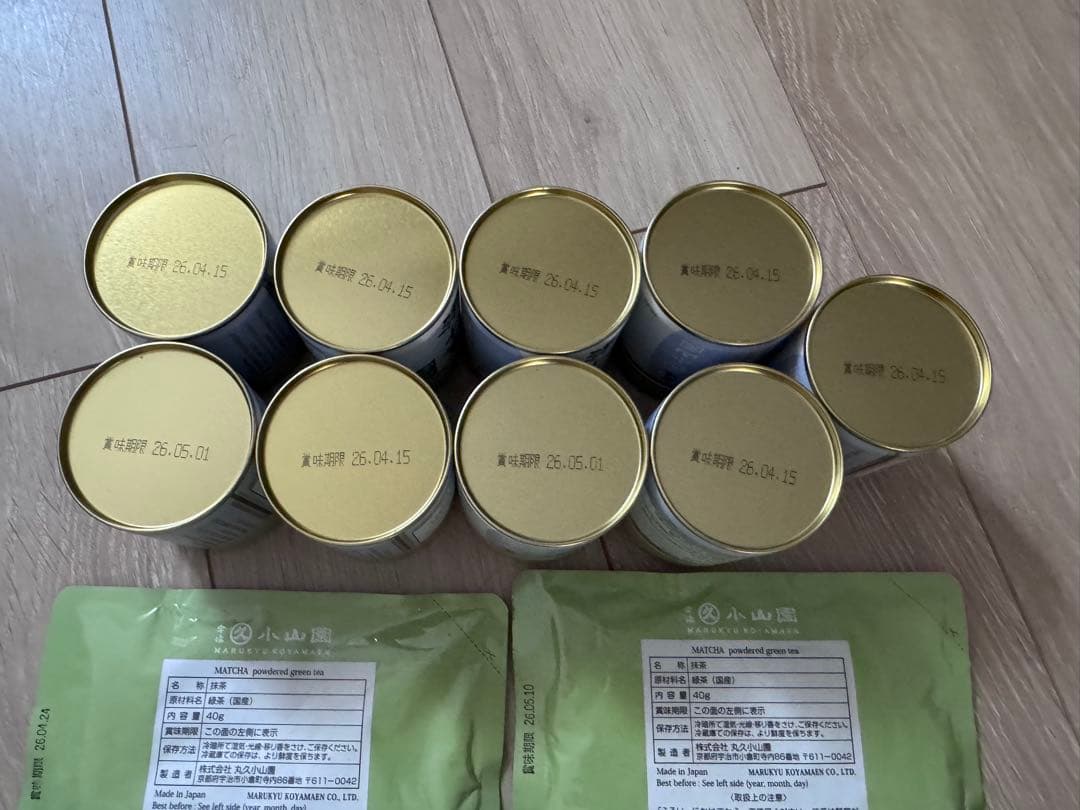 賞味期限 26.04.15
賞味期限 26.04.15
賞味期限 26.04.15
賞味期限 26.04.15
賞味期限 26.04.15
賞味期限 26.05.01
賞味期限 26.04.15
賞味期限 26.05.01
賞味期限 26.04.15
小山園
MARUKYU KOYAMAEN
MATCHA powdered green tea
名 称 抹茶
原材料名 緑茶（国産）
内 容 量 40g
賞味期限 この面の左側に表示
保存方法 冷暗所で湿気・光線・移り香をさけ、ご保存ください。
冷蔵庫での保存は、より鮮度を保ちます。
製 造 者 株式会社 丸久小山園
京都府宇治市小倉町寺内86番地 〒611-0042
Made in Japan MARUKYU KOYAMAEN CO., LTD.
Best before : See left side (year, month, day)
賞味期限 26.04.24
小山園
MARUKYU KOYAMAEN
MATCHA powdered green tea
名 称 抹茶
原材料名 緑茶（国産）
内 容 量 40g
賞味期限 この面の左側に表示
保存方法 冷暗所で湿気・光線・移り香をさけ、ご保存ください。
冷蔵庫での保存は、より鮮度を保ちます。
製 造 者 株式会社 丸久小山園
京都府宇治市小倉町寺内86番地 〒611-0042
Made in Japan MARUKYU KOYAMAEN CO., LTD.
Best before : See left side (year, month, day)
〈取扱上の注意〉
賞味期限 26.05.10